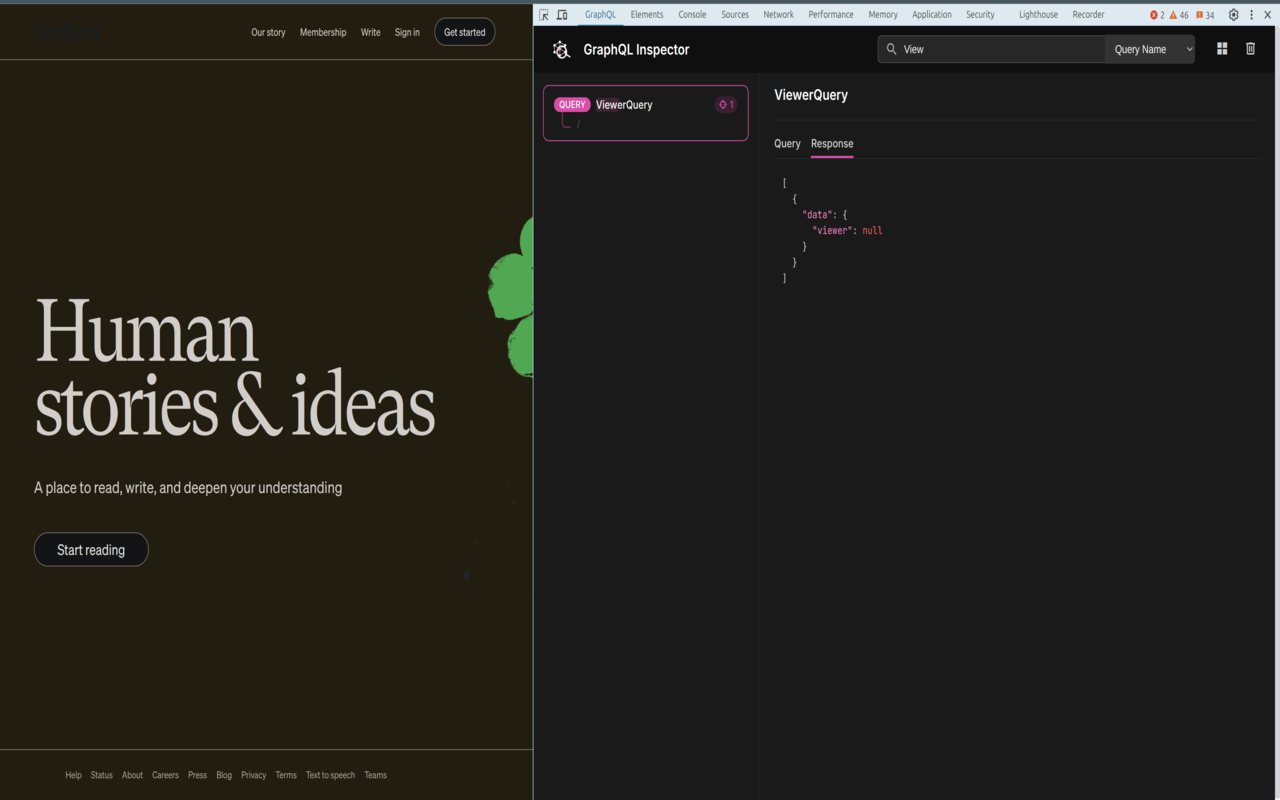 Our story Membership Write Sign in Get started
Human
stories & ideas
A place to read, write, and deepen your understanding
Start reading
Help Status About Careers Press Blog Privacy Terms Text to speech Teams
GraphQL Elements Console Sources Network Performance Memory Application Security Lighthouse Recorder 2 46 34
GraphQL Inspector
View
Query Name
QUERY ViewerQuery 1
/
ViewerQuery
Query Response
[
{
"data": {
"viewer": null
}
}
]